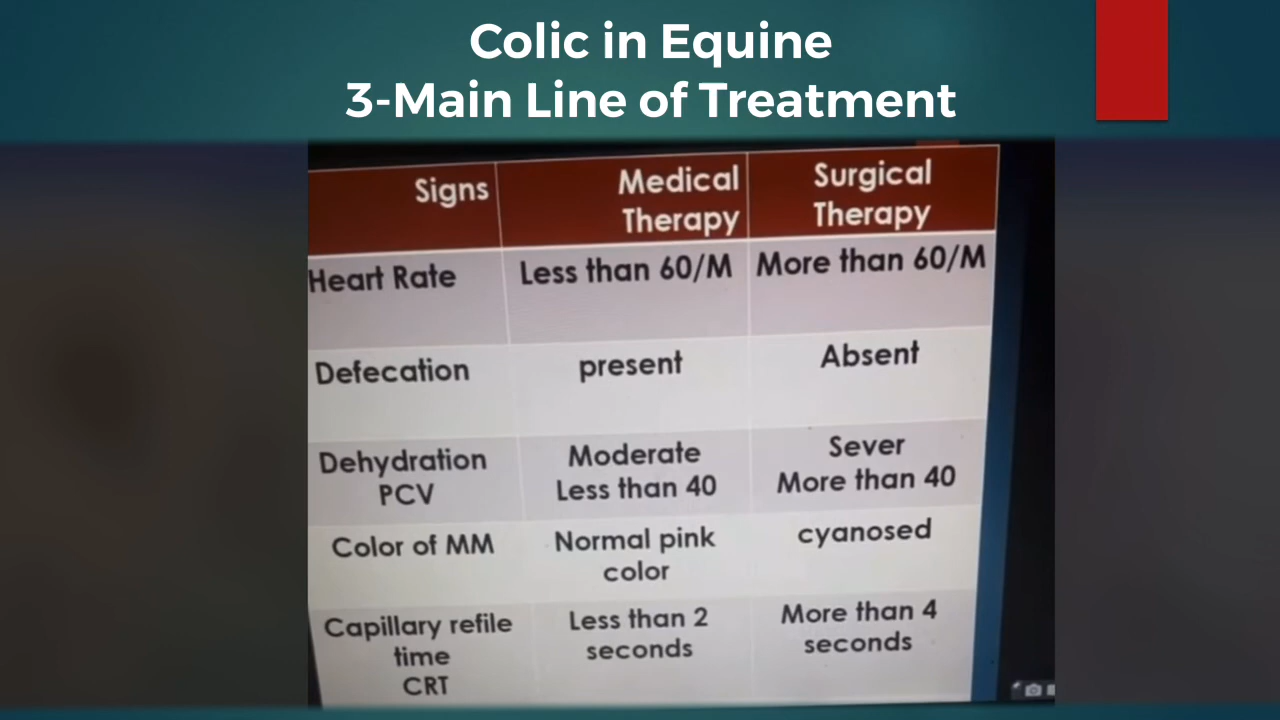 Colic in Equine
3-Main Line of Treatment
Signs
Medical
Therapy
Surgical
Therapy
Heart Rate
Less than 60/M
More than 60/M
Defecation
present
Absent
Dehydration
PCV
Moderate
Less than 40
Sever
More than 40
Color of MM
Normal pink
color
cyanosed
Capillary refile
time
CRT
Less than 2
seconds
More than 4
seconds